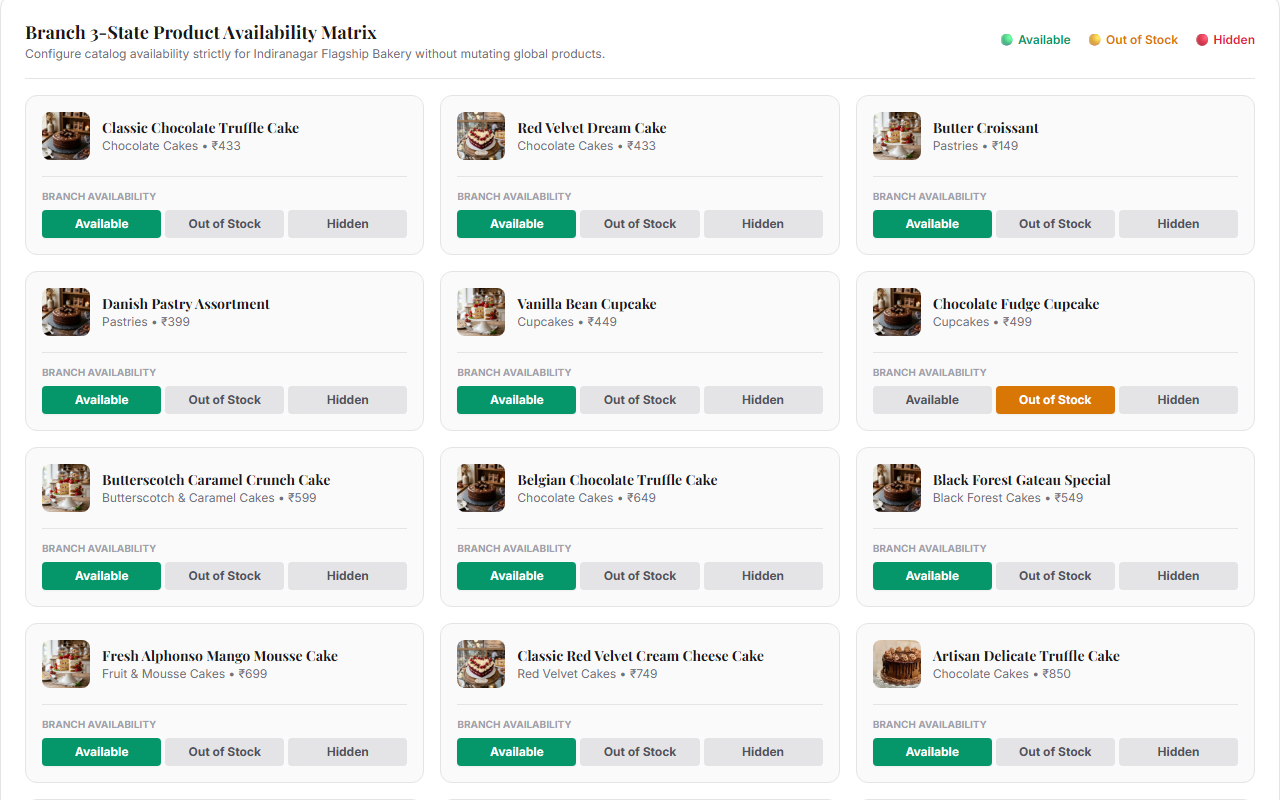 Branch 3-State Product Availability Matrix
Configure catalog availability strictly for Indiranagar Flagship Bakery without mutating global products.
Available Out of Stock Hidden
Classic Chocolate Truffle Cake
Chocolate Cakes • ₹433
BRANCH AVAILABILITY
Available Out of Stock Hidden
Red Velvet Dream Cake
Chocolate Cakes • ₹433
BRANCH AVAILABILITY
Available Out of Stock Hidden
Butter Croissant
Pastries • ₹149
BRANCH AVAILABILITY
Available Out of Stock Hidden
Danish Pastry Assortment
Pastries • ₹399
BRANCH AVAILABILITY
Available Out of Stock Hidden
Vanilla Bean Cupcake
Cupcakes • ₹449
BRANCH AVAILABILITY
Available Out of Stock Hidden
Chocolate Fudge Cupcake
Cupcakes • ₹499
BRANCH AVAILABILITY
Available Out of Stock Hidden
Butterscotch Caramel Crunch Cake
Butterscotch & Caramel Cakes • ₹599
BRANCH AVAILABILITY
Available Out of Stock Hidden
Belgian Chocolate Truffle Cake
Chocolate Cakes • ₹649
BRANCH AVAILABILITY
Available Out of Stock Hidden
Black Forest Gateau Special
Black Forest Cakes • ₹549
BRANCH AVAILABILITY
Available Out of Stock Hidden
Fresh Alphonso Mango Mousse Cake
Fruit & Mousse Cakes • ₹699
BRANCH AVAILABILITY
Available Out of Stock Hidden
Classic Red Velvet Cream Cheese Cake
Red Velvet Cakes • ₹749
BRANCH AVAILABILITY
Available Out of Stock Hidden
Artisan Delicate Truffle Cake
Chocolate Cakes • ₹850
BRANCH AVAILABILITY
Available Out of Stock Hidden